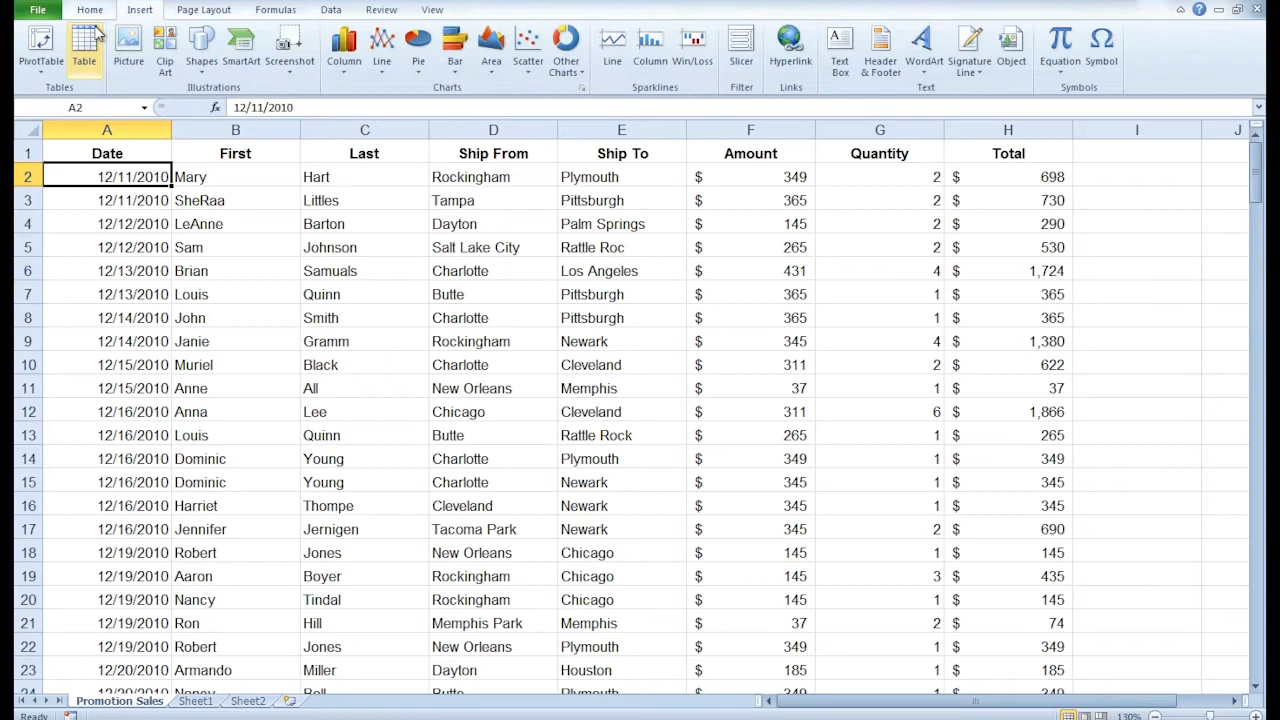 File Home Insert Page Layout Formulas Data Review View
PivotTable Table Picture Clip Art Shapes SmartArt Screenshot Column Line Pie Bar Area Scatter Other Charts Line Column Win/Loss Slicer Hyperlink Text Box Header & Footer WordArt Signature Line Object Equation Symbol
Tables Illustrations Charts Sparklines Filter Links Text Symbols
A2 fx 12/11/2010
A B C D E F G H I J
1 Date First Last Ship From Ship To Amount Quantity Total
2 12/11/2010 Mary Hart Rockingham Plymouth $ 349 2 $ 698
3 12/11/2010 SheRaa Littles Tampa Pittsburgh $ 365 2 $ 730
4 12/12/2010 LeAnne Barton Dayton Palm Springs $ 145 2 $ 290
5 12/12/2010 Sam Johnson Salt Lake City Rattle Roc $ 265 2 $ 530
6 12/13/2010 Brian Samuals Charlotte Los Angeles $ 431 4 $ 1,724
7 12/13/2010 Louis Quinn Butte Pittsburgh $ 365 1 $ 365
8 12/14/2010 John Smith Charlotte Pittsburgh $ 365 1 $ 365
9 12/14/2010 Janie Gramm Rockingham Newark $ 345 4 $ 1,380
10 12/15/2010 Muriel Black Charlotte Cleveland $ 311 2 $ 622
11 12/15/2010 Anne All New Orleans Memphis $ 37 1 $ 37
12 12/16/2010 Anna Lee Chicago Cleveland $ 311 6 $ 1,866
13 12/16/2010 Louis Quinn Butte Rattle Rock $ 265 1 $ 265
14 12/16/2010 Dominic Young Charlotte Plymouth $ 349 1 $ 349
15 12/16/2010 Dominic Young Charlotte Newark $ 345 1 $ 345
16 12/16/2010 Harriet Thompe Cleveland Newark $ 345 1 $ 345
17 12/16/2010 Jennifer Jernigen Tacoma Park Newark $ 345 2 $ 690
18 12/19/2010 Robert Jones New Orleans Chicago $ 145 1 $ 145
19 12/19/2010 Aaron Boyer Rockingham Chicago $ 145 3 $ 435
20 12/19/2010 Nancy Tindal Rockingham Chicago $ 145 1 $ 145
21 12/19/2010 Ron Hill Memphis Park Memphis $ 37 2 $ 74
22 12/19/2010 Robert Jones New Orleans Plymouth $ 349 1 $ 349
23 12/20/2010 Armando Miller Dayton Houston $ 185 1 $ 185
24 12/20/2010 Nancy Bell Butte Plymouth $ 349 1 $ 349
Promotion Sales Sheet1 Sheet2
Ready 130%